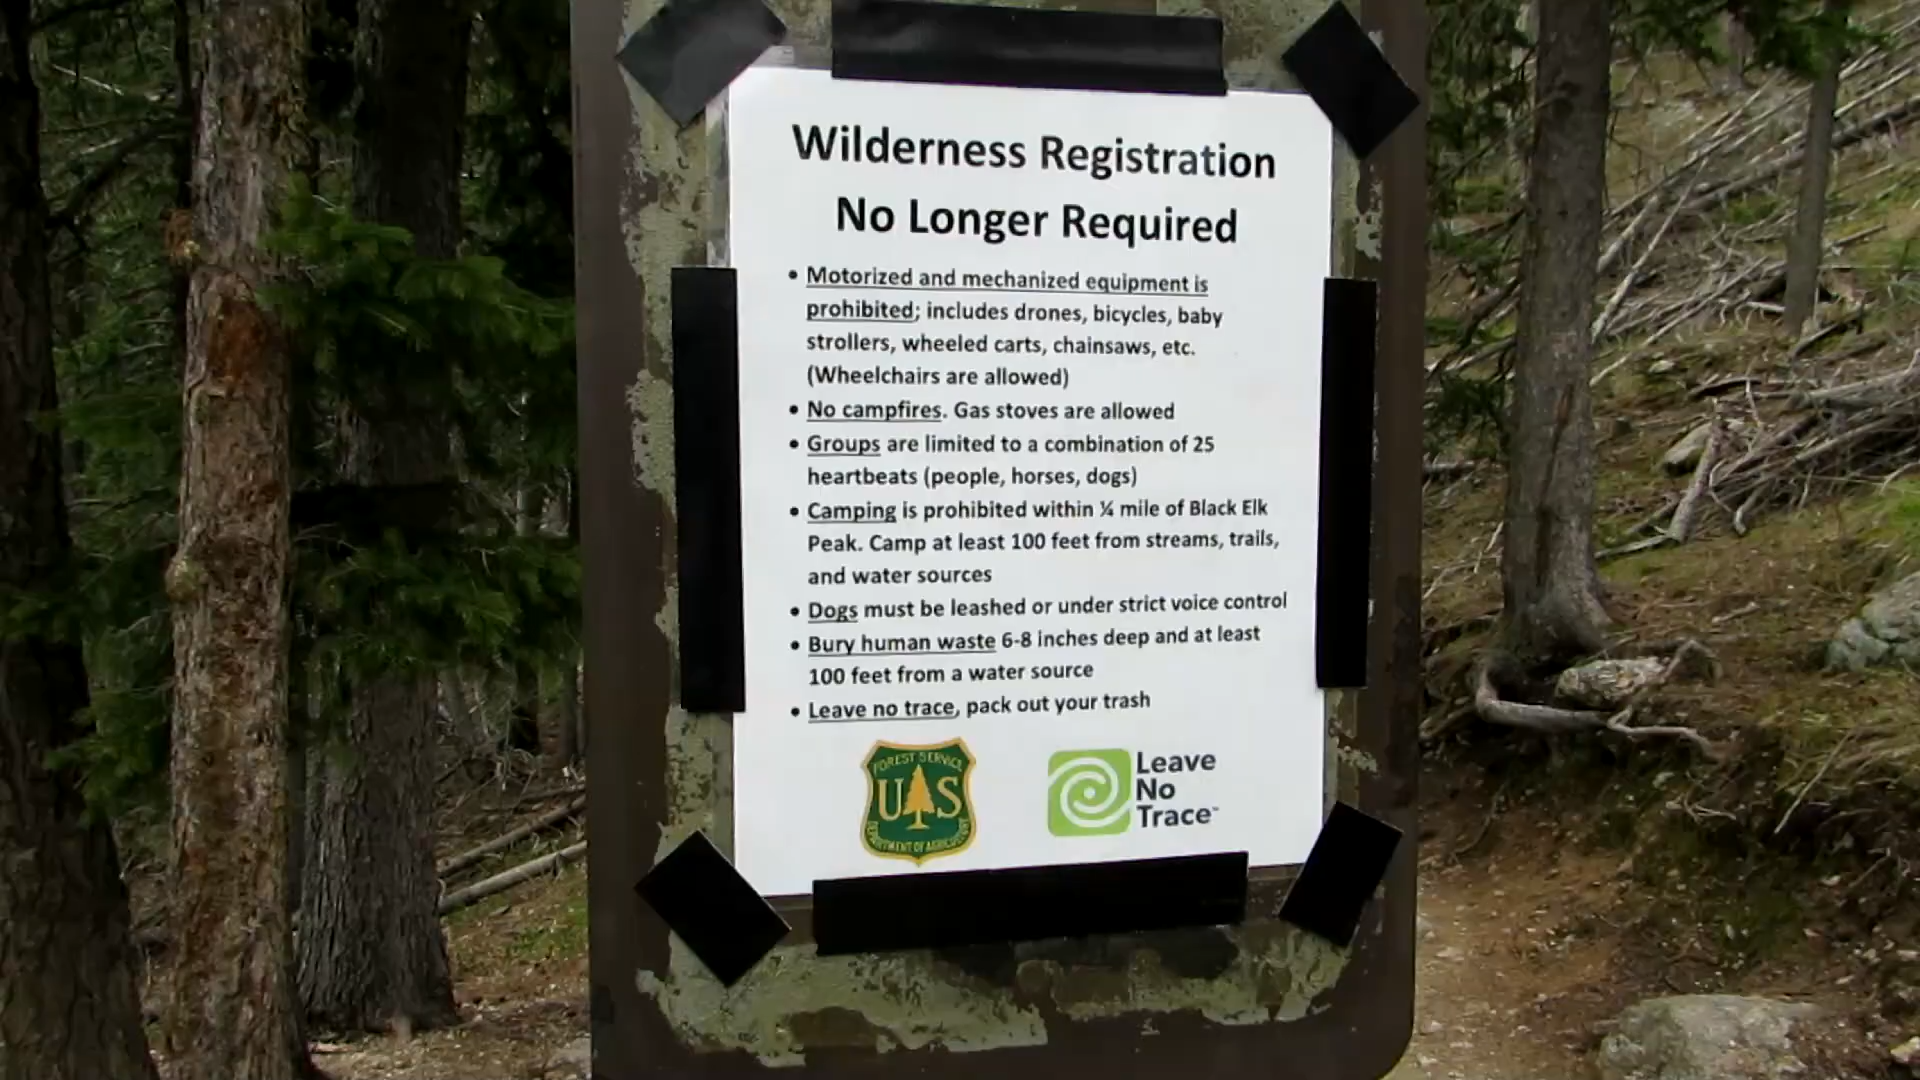 Wilderness Registration
No Longer Required
• Motorized and mechanized equipment is
prohibited; includes drones, bicycles, baby
strollers, wheeled carts, chainsaws, etc.
(Wheelchairs are allowed)
• No campfires. Gas stoves are allowed
• Groups are limited to a combination of 25
heartbeats (people, horses, dogs)
• Camping is prohibited within ¼ mile of Black Elk
Peak. Camp at least 100 feet from streams, trails,
and water sources
• Dogs must be leashed or under strict voice control
• Bury human waste 6-8 inches deep and at least
100 feet from a water source
• Leave no trace, pack out your trash
FOREST SERVICE
U S
DEPARTMENT OF AGRICULTURE
Leave
No
Trace™